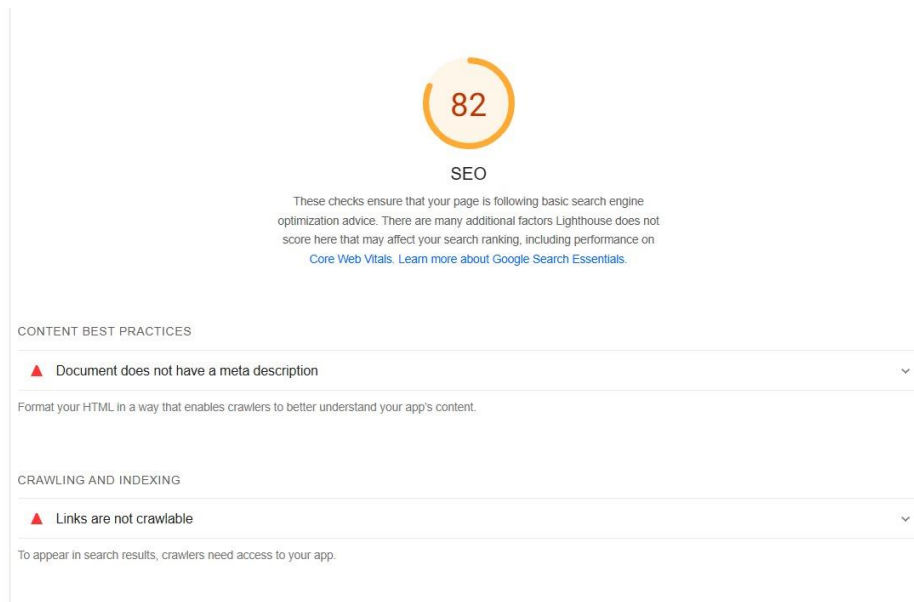 82
SEO
These checks ensure that your page is following basic search engine
optimization advice. There are many additional factors Lighthouse does not
score here that may affect your search ranking, including performance on
Core Web Vitals. Learn more about Google Search Essentials.
CONTENT BEST PRACTICES
Document does not have a meta description
Format your HTML in a way that enables crawlers to better understand your app's content.
CRAWLING AND INDEXING
Links are not crawlable
To appear in search results, crawlers need access to your app.